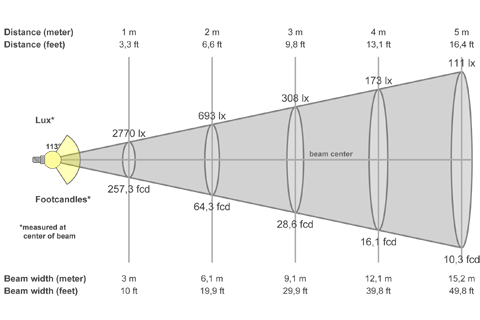 Distance (meter) 1 m 2 m 3 m 4 m 5 m
Distance (feet) 3,3 ft 6,6 ft 9,8 ft 13,1 ft 16,4 ft
111 lx
173 lx
308 lx
693 lx
2770 lx
Lux*
113°
beam center
257,3 fcd
64,3 fcd
28,6 fcd
16,1 fcd
10,3 fcd
Footcandles*
*measured at
center of beam
Beam width (meter) 3 m 6,1 m 9,1 m 12,1 m 15,2 m
Beam width (feet) 10 ft 19,9 ft 29,9 ft 39,8 ft 49,8 ft